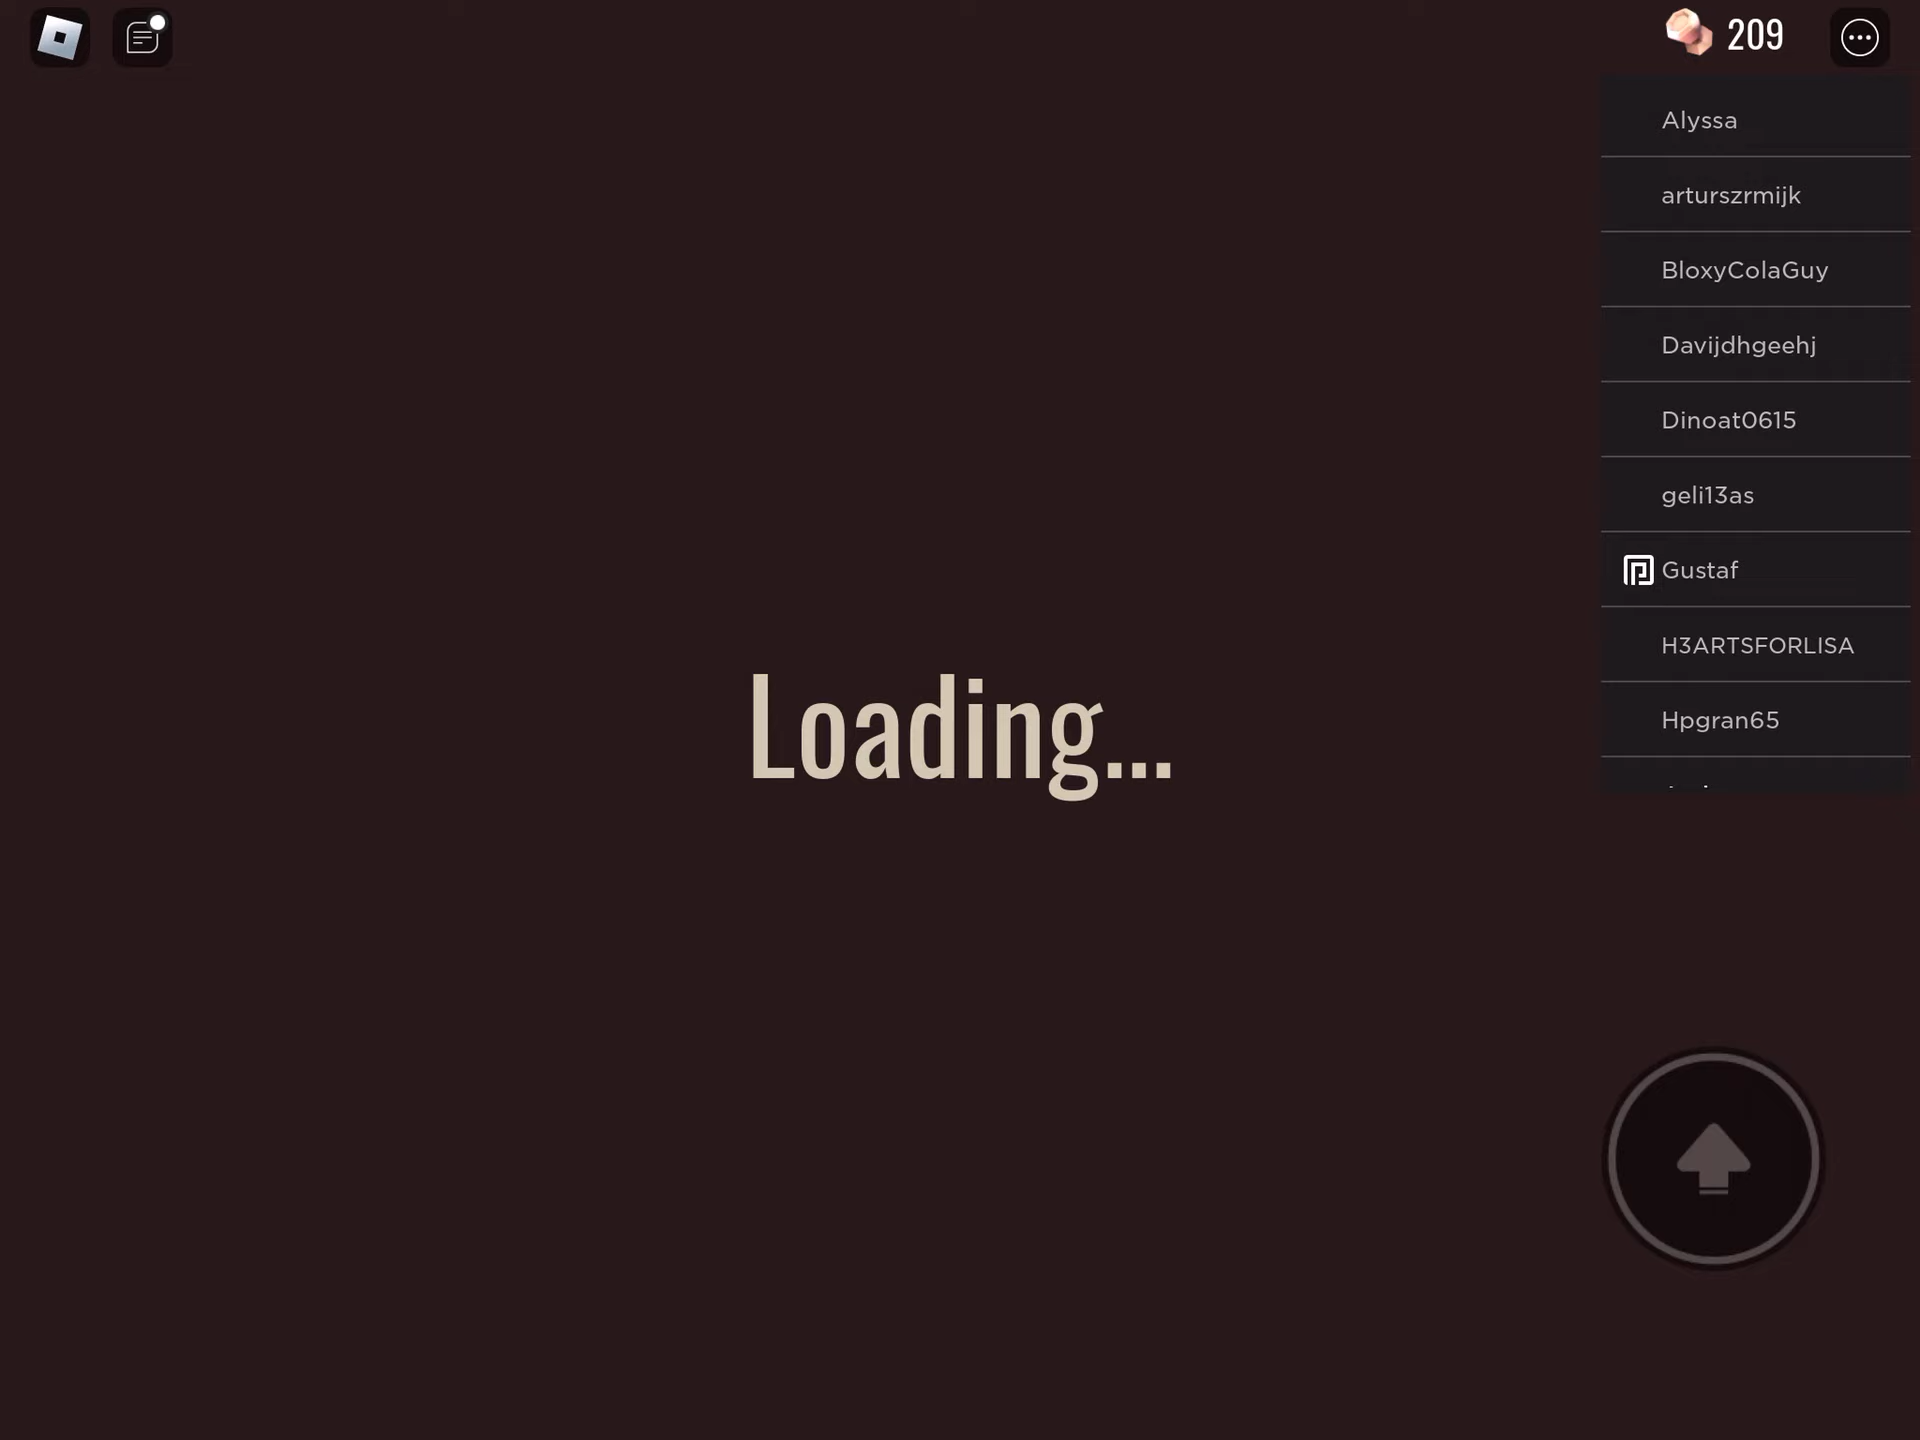 209
Alyssa
arturszrmijk
BloxyColaGuy
Davijdhgeehj
Dinoat0615
geli13as
Gustaf
H3ARTSFORLISA
Hpgran65
Loading...